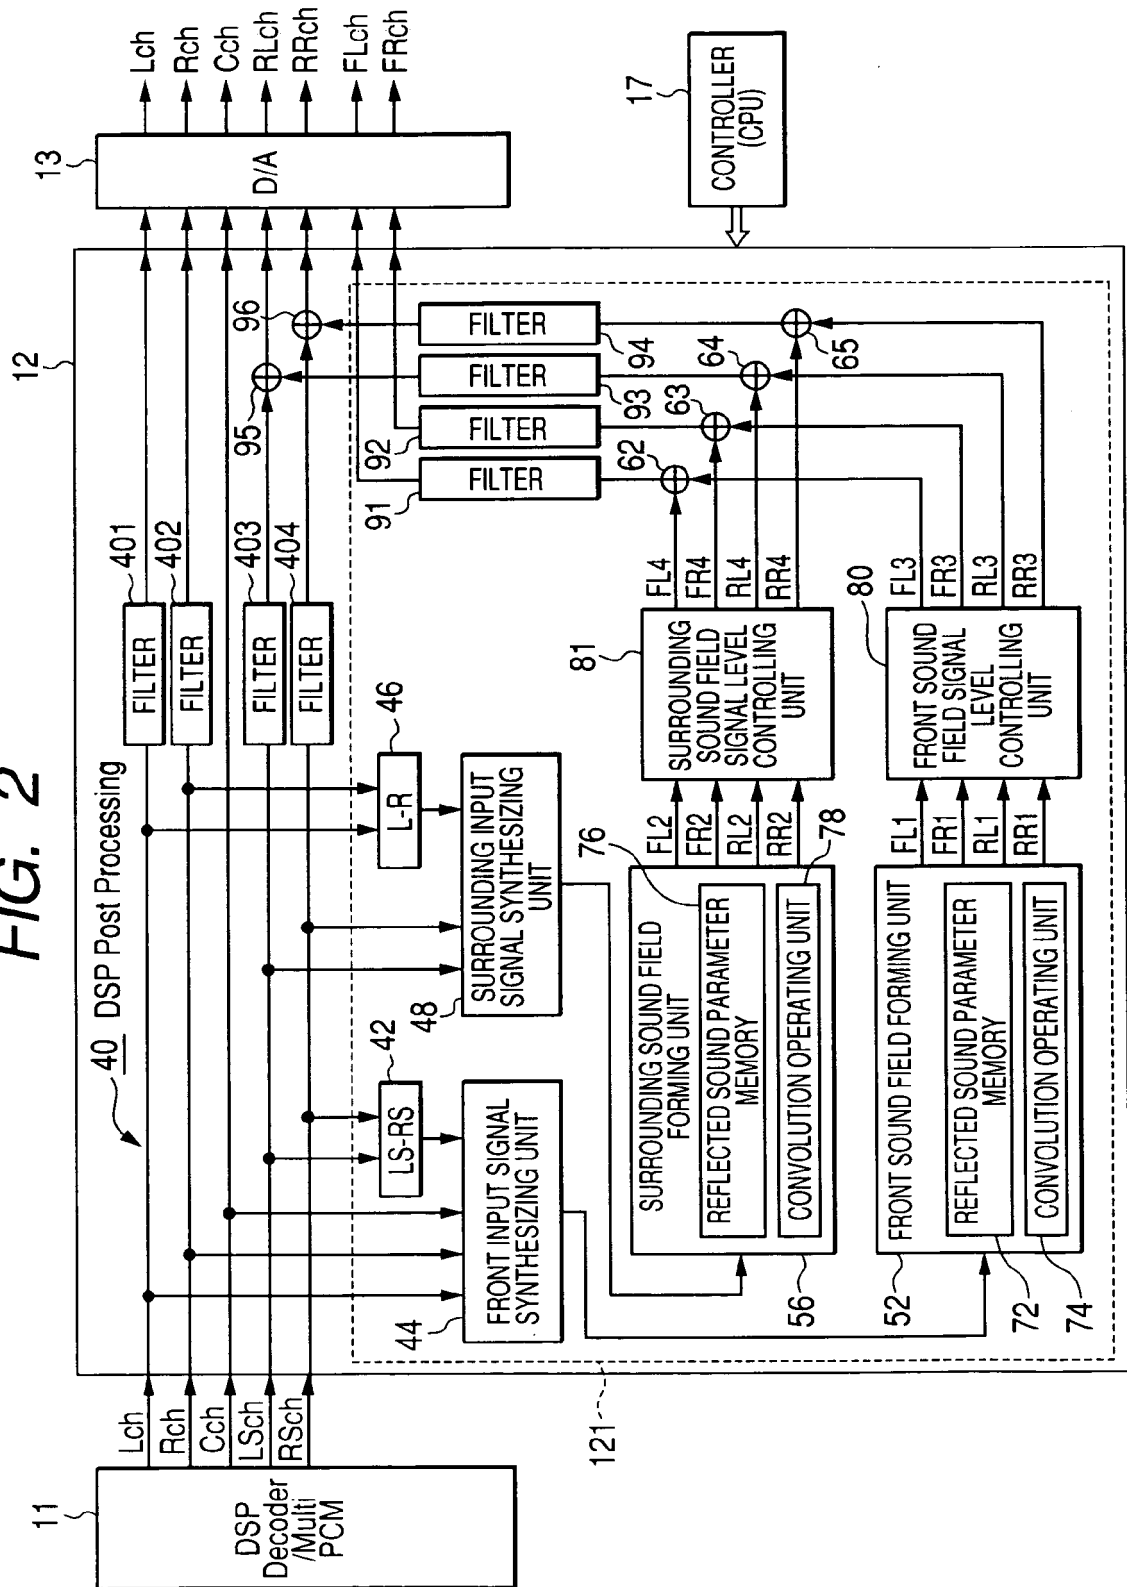 FIG. 2
11
DSP
Decoder
/Multi
PCM
Lch
Rch
Cch
LSch
RSch
12
40 DSP Post Processing
FILTER
401
FILTER
402
FILTER
403
FILTER
404
95
96
13
D/A
Lch
Rch
Cch
RLch
RRch
FLch
FRch
17
CONTROLLER
(CPU)
LS-RS
42
L-R
46
44
FRONT INPUT SIGNAL
SYNTHESIZING UNIT
48
SURROUNDING INPUT
SIGNAL SYNTHESIZING
UNIT
91
FILTER
92
FILTER
93
FILTER
94
FILTER
62
63
64
65
56
SURROUNDING SOUND FIELD
FORMING UNIT
76
REFLECTED SOUND PARAMETER
MEMORY
78
CONVOLUTION OPERATING UNIT
FL2
FR2
RL2
RR2
81
SURROUNDING
SOUND FIELD
SIGNAL LEVEL
CONTROLLING
UNIT
FL4
FR4
RL4
RR4
52
FRONT SOUND FIELD FORMING UNIT
72
REFLECTED SOUND PARAMETER
MEMORY
74
CONVOLUTION OPERATING UNIT
FL1
FR1
RL1
RR1
80
FRONT SOUND
FIELD SIGNAL
LEVEL
CONTROLLING
UNIT
FL3
FR3
RL3
RR3
121